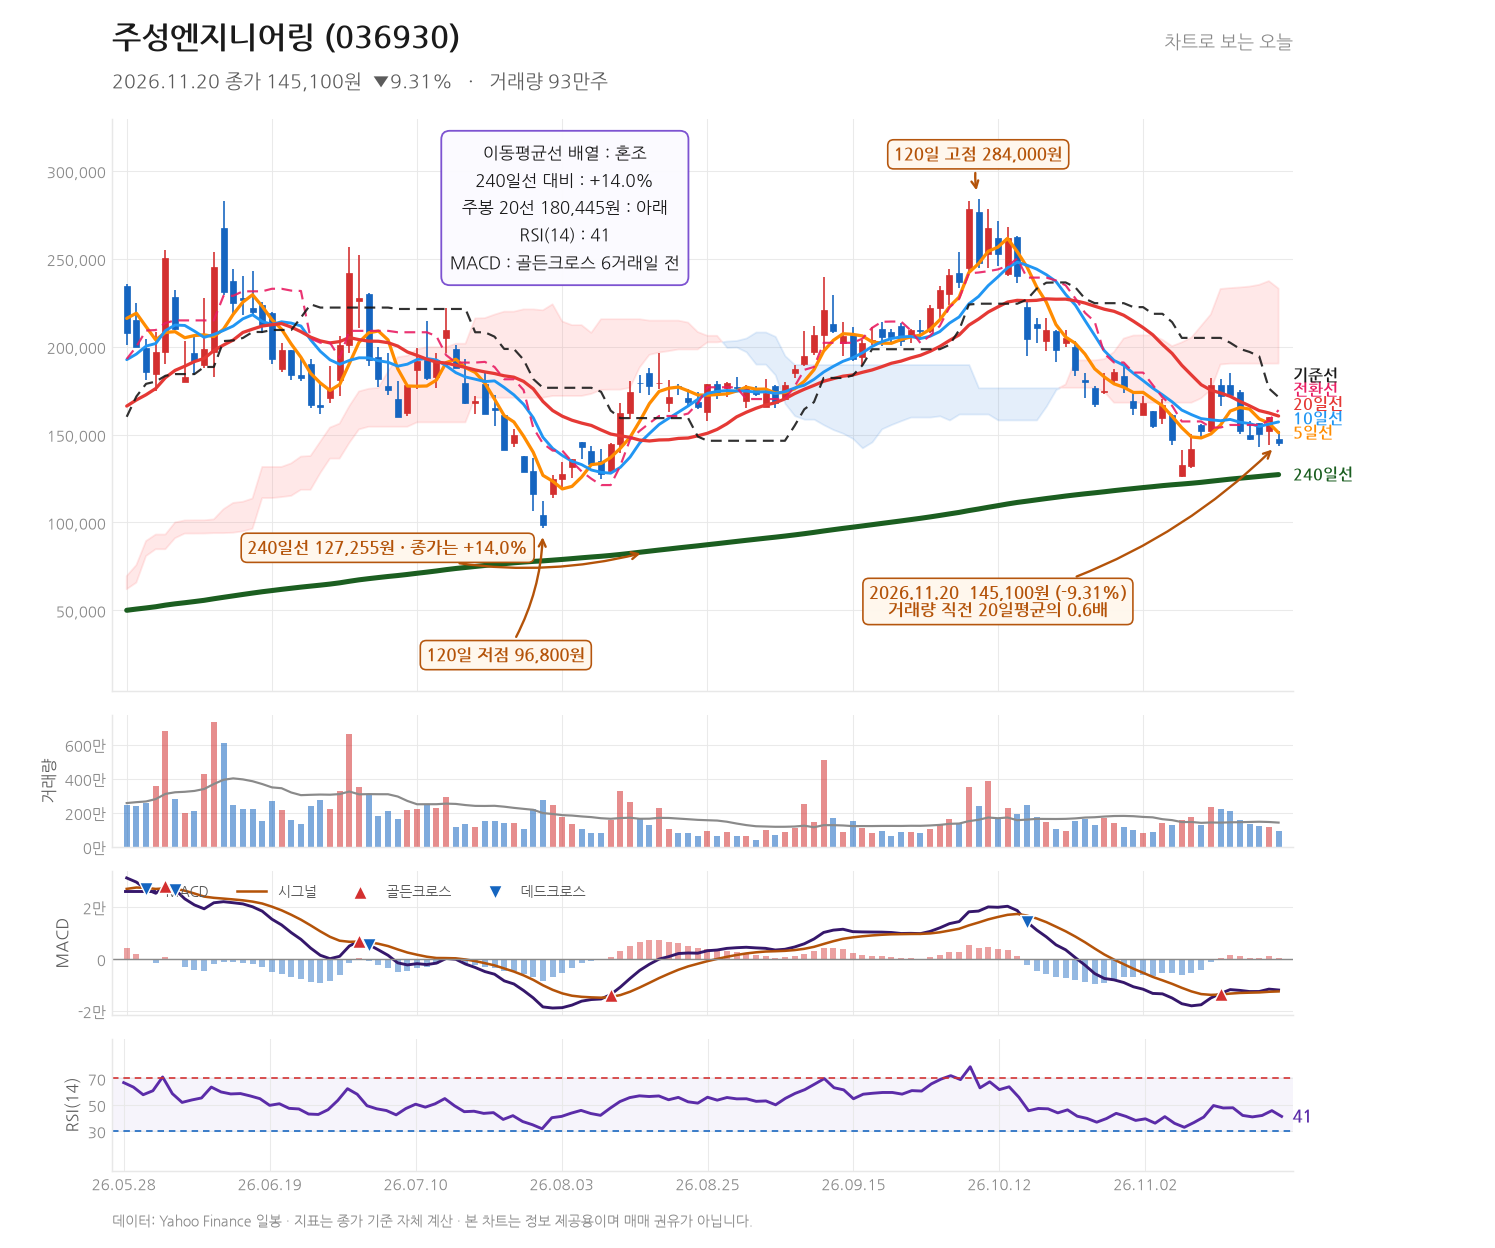 주성엔지니어링 (036930)
차트로 보는 오늘
2026.11.20 종가 145,100원 ▼9.31% · 거래량 93만주
이동평균선 배열 : 혼조
240일선 대비 : +14.0%
주봉 20선 180,445원 : 아래
RSI(14) : 41
MACD : 골든크로스 6거래일 전
120일 고점 284,000원
300,000
250,000
200,000
150,000
100,000
50,000
기준선
전환선
20일선
10일선
5일선
240일선
240일선 127,255원 · 종가는 +14.0%
2026.11.20 145,100원 (-9.31%)
거래량 직전 20일평균의 0.6배
120일 저점 96,800원
거래량
600만
400만
200만
0만
MACD
MACD
시그널
골든크로스
데드크로스
2만
0
-2만
RSI(14)
70
50
30
41
26.05.28
26.06.19
26.07.10
26.08.03
26.08.25
26.09.15
26.10.12
26.11.02
데이터: Yahoo Finance 일봉 · 지표는 종가 기준 자체 계산 · 본 차트는 정보 제공용이며 매매 권유가 아닙니다.